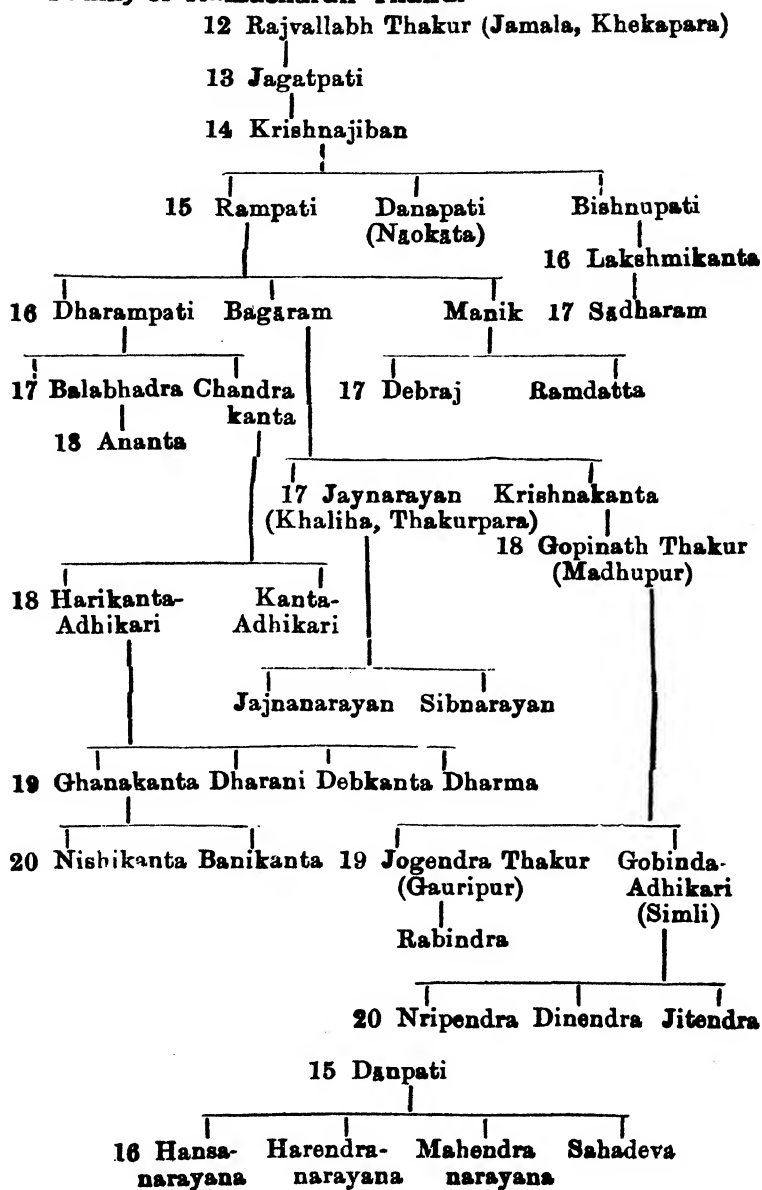 12 Rajvallabh Thakur (Jamala, Khekapara)
13 Jagatpati
14 Krishnajiban
15 Rampati Danapati Bishnupati
(Naokata)
16 Lakshmikanta
16 Dharampati Bagaram Manik 17 Sadharam
17 Balabhadra Chandra 17 Debraj Ramdatta
kanta
18 Ananta
17 Jaynarayan Krishnakanta
(Khaliha, Thakurpara)
18 Gopinath Thakur
(Madhupur)
18 Harikanta- Kanta-
Adhikari Adhikari
Jajnanarayan Sibnarayan
19 Ghanakanta Dharani Debkanta Dharma
20 Nishikanta Banikanta 19 Jogendra Thakur Gobinda-
(Gauripur) Adhikari
(Simli)
Rabindra
20 Nripendra Dinendra Jitendra
15 Danpati
16 Hansa- Harendra- Mahendra Sahadeva
narayana narayana narayana